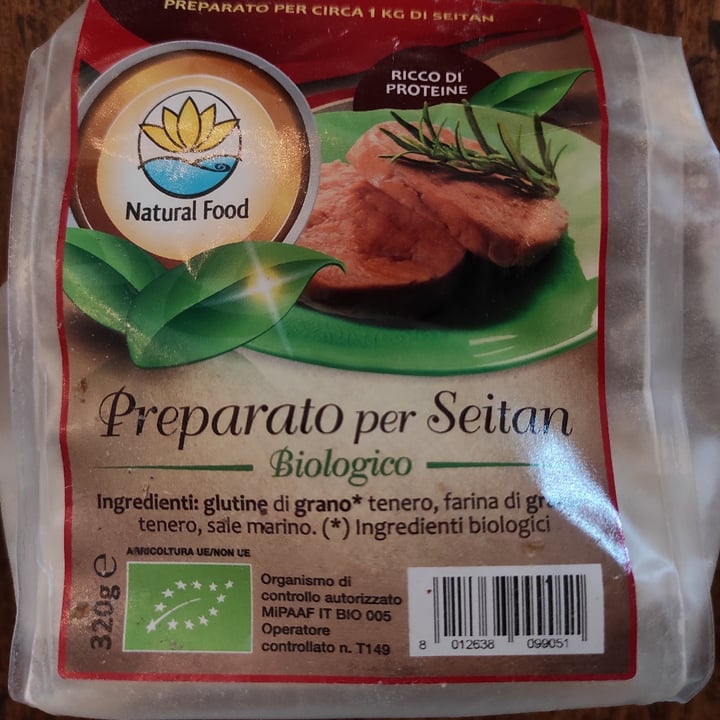 PREPARATO PER CIRCA 1 KG DI SEITAN
RICCO DI
PROTEINE
Natural Food
Preparato per Seitan
Biologico
Ingredienti: glutine di grano* tenero, farina di
tenero, sale marino. (*) Ingredienti biologici
AGRICOLTURA UE/NON UE
320g e
Organismo di
controllo autorizzato
MiPAAF IT BIO 005
Operatore
controllato n. T149
8 012638 099051